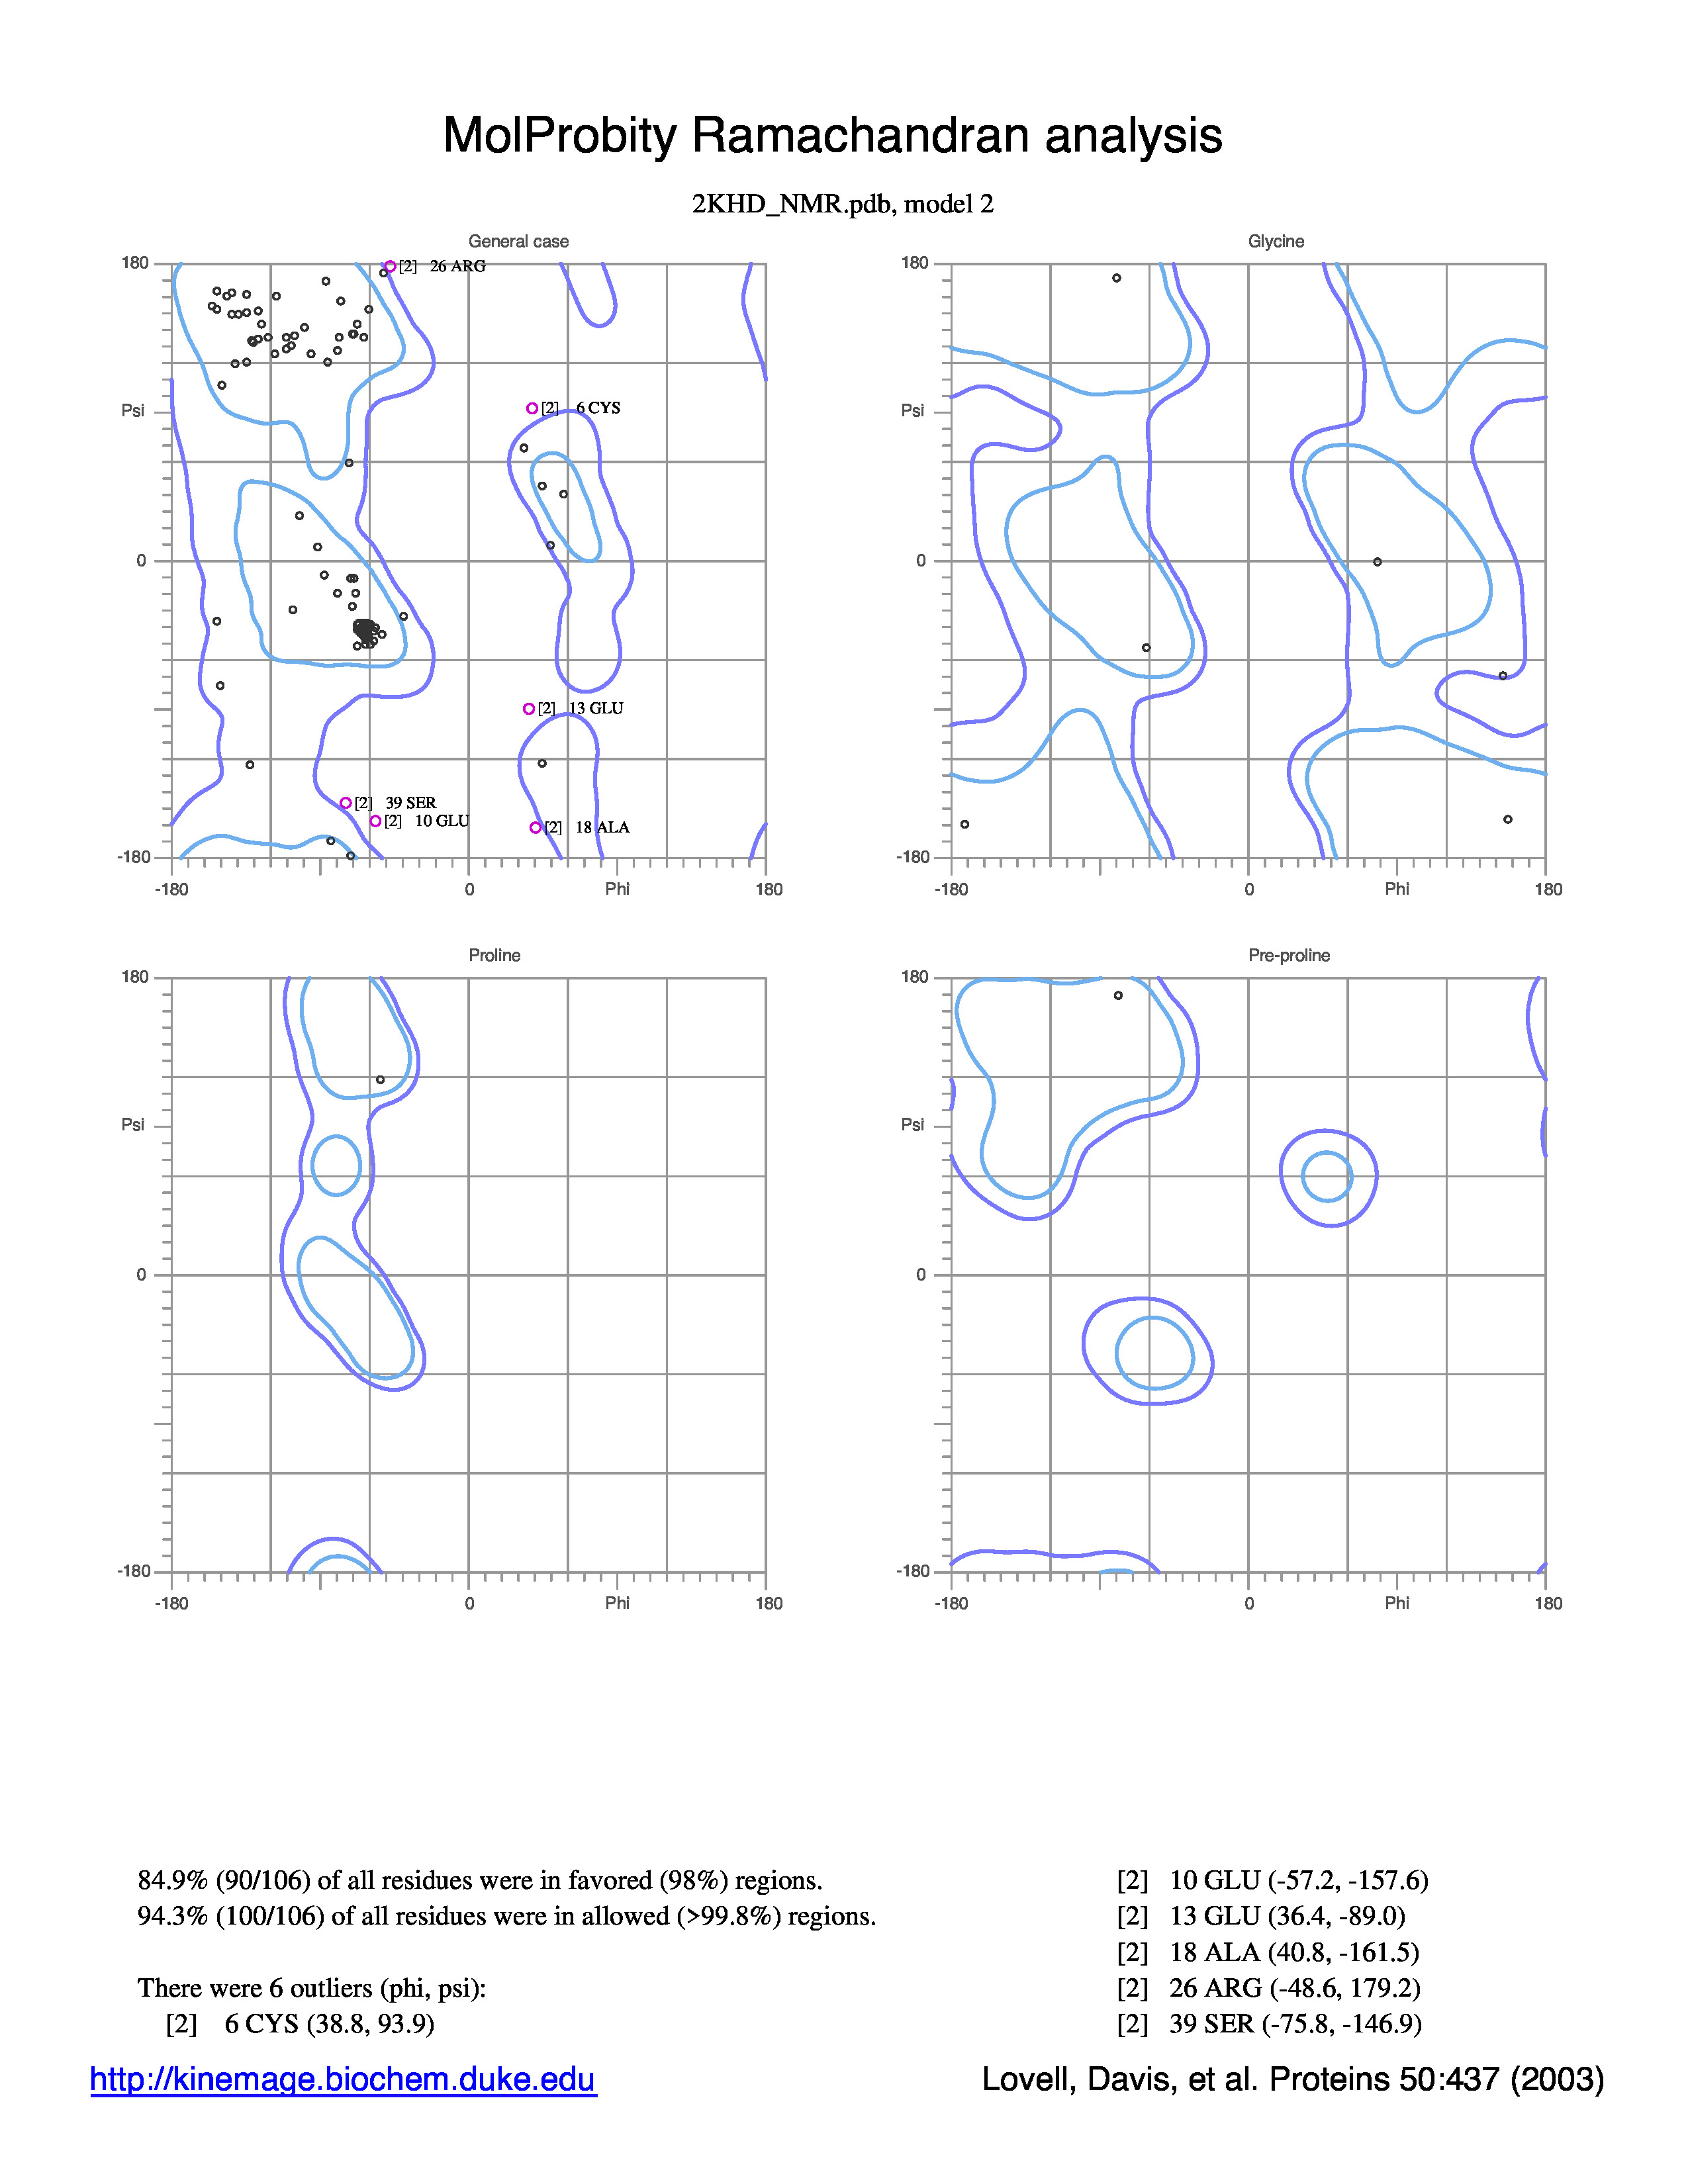 MolProbity Ramachandran analysis
2KHD_NMR.pdb, model 2
General case
180
Psi
0
-180
-180
0
Phi
180
[2] 26 ARG
[2] 6 CYS
[2] 13 GLU
[2] 39 SER
[2] 10 GLU
[2] 18 ALA
Glycine
180
Psi
0
-180
-180
0
Phi
180
Proline
180
Psi
0
-180
-180
0
Phi
180
Pre-proline
180
Psi
0
-180
-180
0
Phi
180
84.9% (90/106) of all residues were in favored (98%) regions.
94.3% (100/106) of all residues were in allowed (>99.8%) regions.
There were 6 outliers (phi, psi):
[2] 6 CYS (38.8, 93.9)
[2] 10 GLU (-57.2, -157.6)
[2] 13 GLU (36.4, -89.0)
[2] 18 ALA (40.8, -161.5)
[2] 26 ARG (-48.6, 179.2)
[2] 39 SER (-75.8, -146.9)
http://kinemage.biochem.duke.edu
Lovell, Davis, et al. Proteins 50:437 (2003)